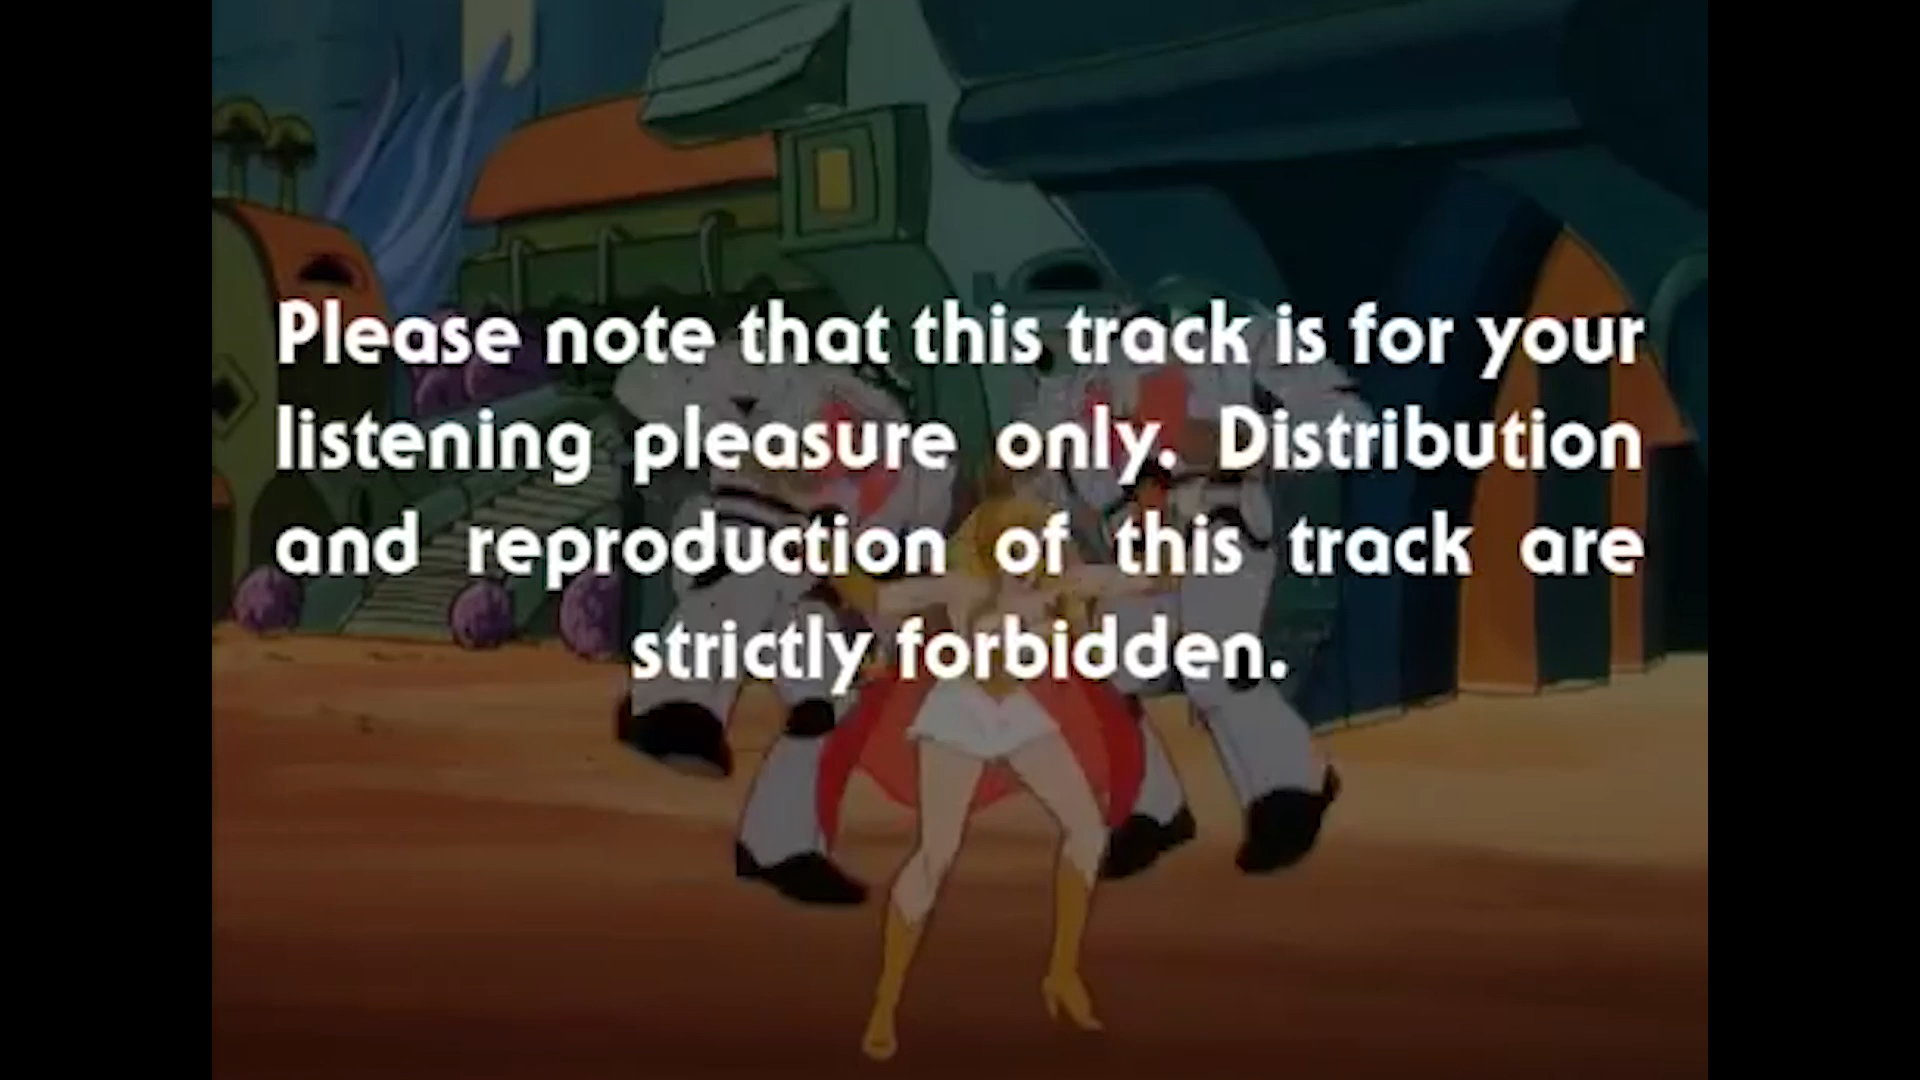 Please note that this track is for your
listening pleasure only. Distribution
and reproduction of this track are
strictly forbidden.